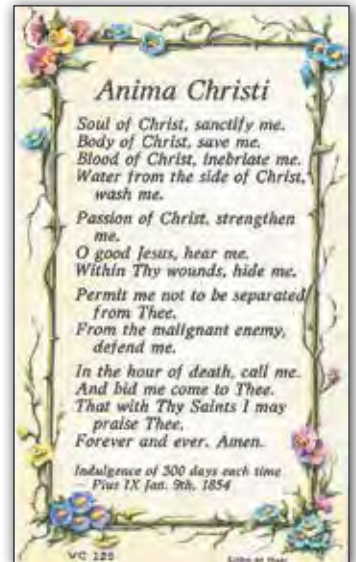 Anima Christi
Soul of Christ, sanctify me.
Body of Christ, save me.
Blood of Christ, inebriate me.
Water from the side of Christ,
wash me.
Passion of Christ, strengthen
me.
O good Jesus, hear me.
Within Thy wounds, hide me.
Permit me not to be separated
from Thee.
From the malignant enemy,
defend me.
In the hour of death, call me.
And bid me come to Thee.
That with Thy Saints I may
praise Thee.
Forever and ever. Amen.
Indulgence of 300 days each time
— Pius IX Jan. 9th, 1854
VC 125